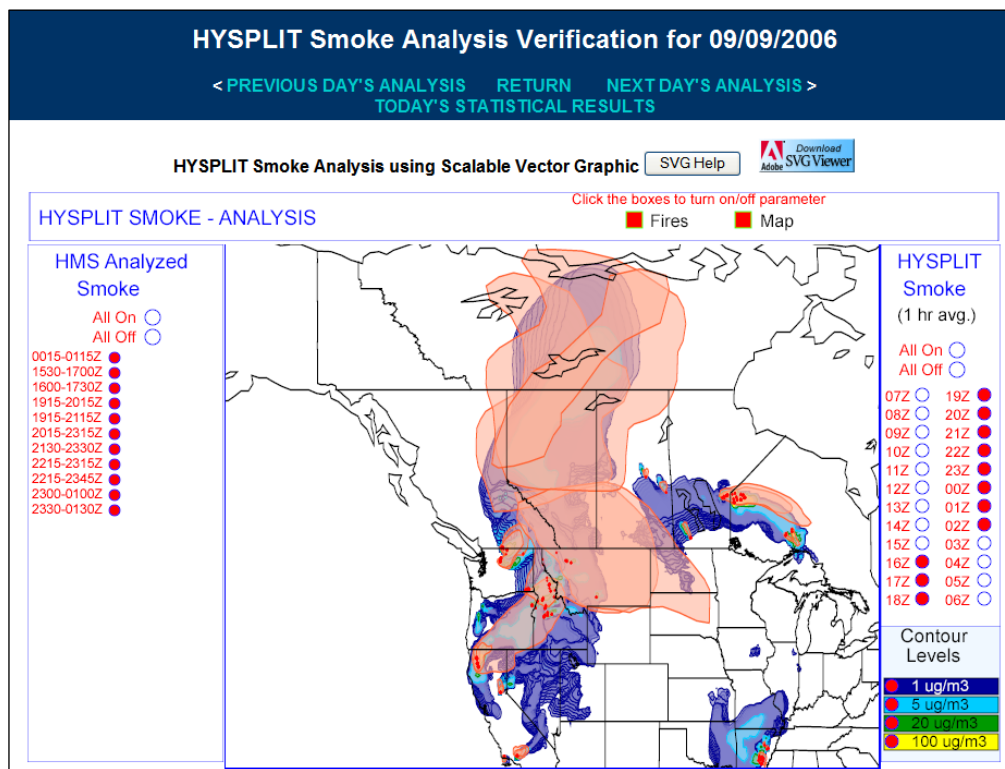 HYSPLIT Smoke Analysis Verification for 09/09/2006
< PREVIOUS DAY'S ANALYSIS RETURN NEXT DAY'S ANALYSIS >
TODAY'S STATISTICAL RESULTS
HYSPLIT Smoke Analysis using Scalable Vector Graphic SVG Help Adobe Download SVG Viewer
HYSPLIT SMOKE - ANALYSIS
Click the boxes to turn on/off parameter
Fires Map
HMS Analyzed
Smoke
All On
All Off
0015-0115Z
1530-1700Z
1600-1730Z
1915-2015Z
1915-2115Z
2015-2315Z
2130-2330Z
2215-2315Z
2215-2345Z
2300-0100Z
2330-0130Z
HYSPLIT
Smoke
(1 hr avg.)
All On
All Off
07Z 19Z
08Z 20Z
09Z 21Z
10Z 22Z
11Z 23Z
12Z 00Z
13Z 01Z
14Z 02Z
15Z 03Z
16Z 04Z
17Z 05Z
18Z 06Z
Contour
Levels
1 ug/m3
5 ug/m3
20 ug/m3
100 ug/m3